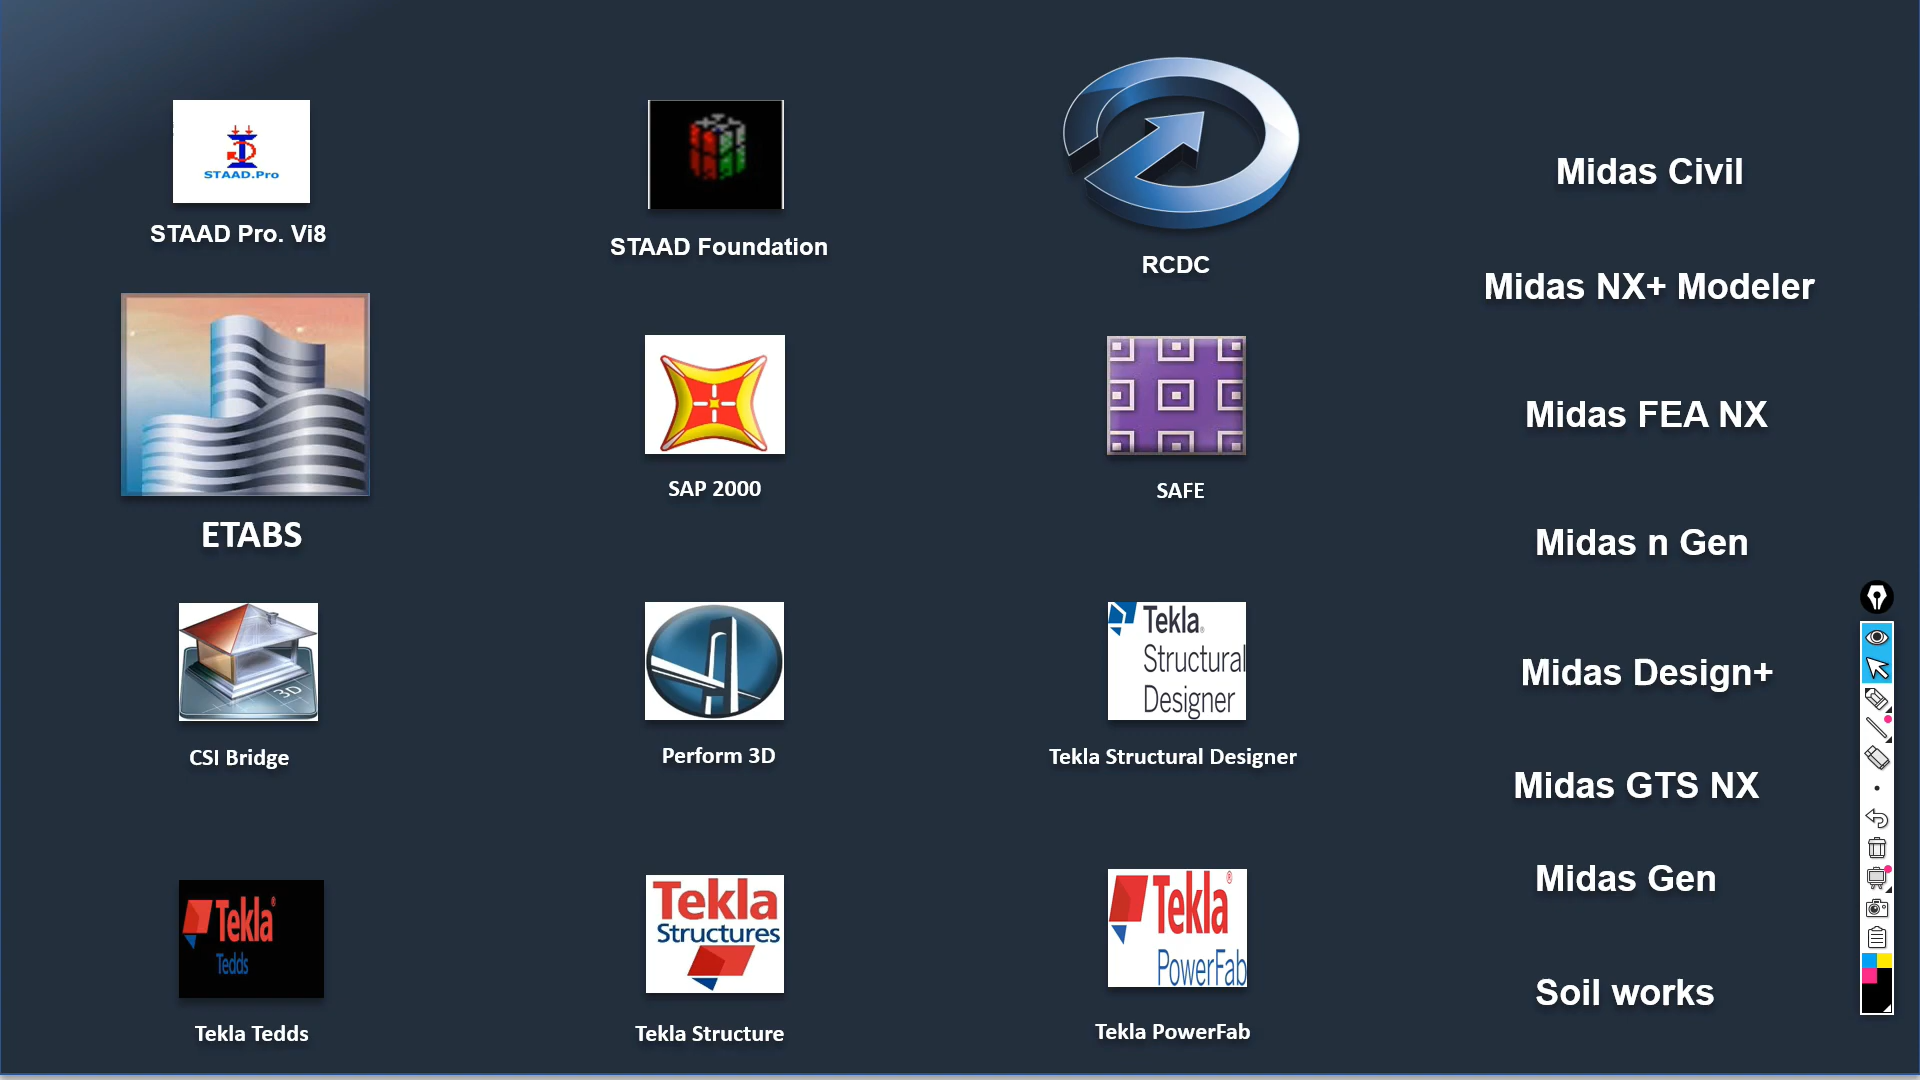 STAAD.Pro
STAAD Pro. Vi8
STAAD Foundation
RCDC
Midas Civil
Midas NX+ Modeler
ETABS
SAP 2000
SAFE
Midas FEA NX
Midas n Gen
3D
CSI Bridge
Perform 3D
Tekla®
Structural
Designer
Tekla Structural Designer
Midas Design+
Midas GTS NX
Tekla®
Tedds
Tekla Tedds
Tekla
Structures
Tekla Structure
Tekla®
PowerFab
Tekla PowerFab
Midas Gen
Soil works